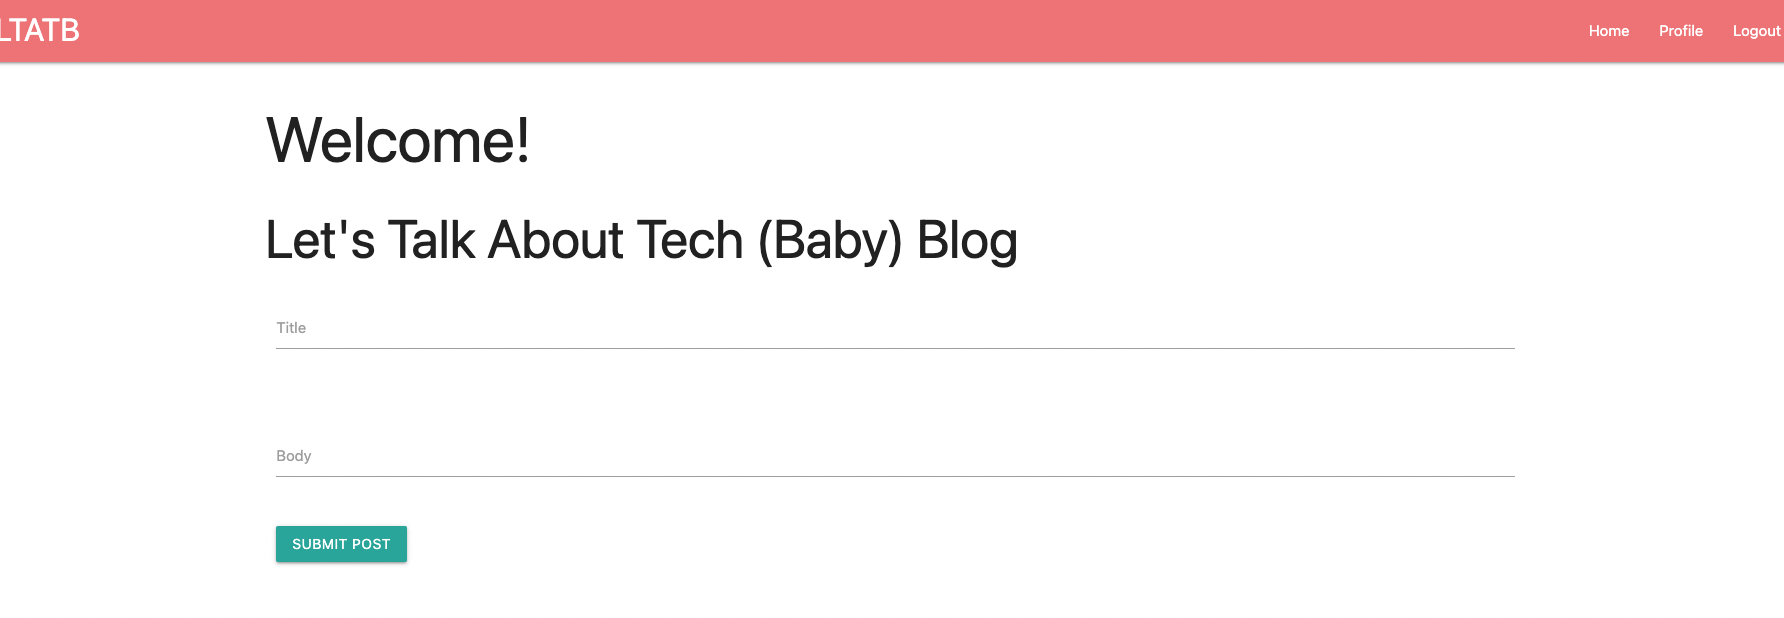 LTATB
Home Profile Logout
Welcome!
Let's Talk About Tech (Baby) Blog
Title
Body
SUBMIT POST